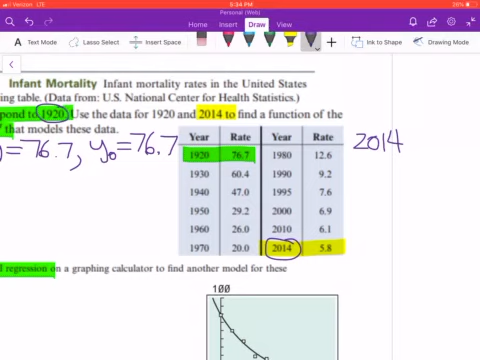 Personal (Web)
9:34 PM
26%
Home Insert Draw View
A Text Mode Lasso Select Insert Space Ink to Shape Drawing Mode
Infant Mortality Infant mortality rates in the United States
ing table. (Data from: U.S. National Center for Health Statistics.)
pond to 1920. Use the data for 1920 and 2014 to find a function of the
that models these data.
=76.7, y₀=76.7
2014
Year Rate Year Rate
1920 76.7 1980 12.6
1930 60.4 1990 9.2
1940 47.0 1995 7.6
1950 29.2 2000 6.9
1960 26.0 2010 6.1
1970 20.0 2014 5.8
regression on a graphing calculator to find another model for these
100